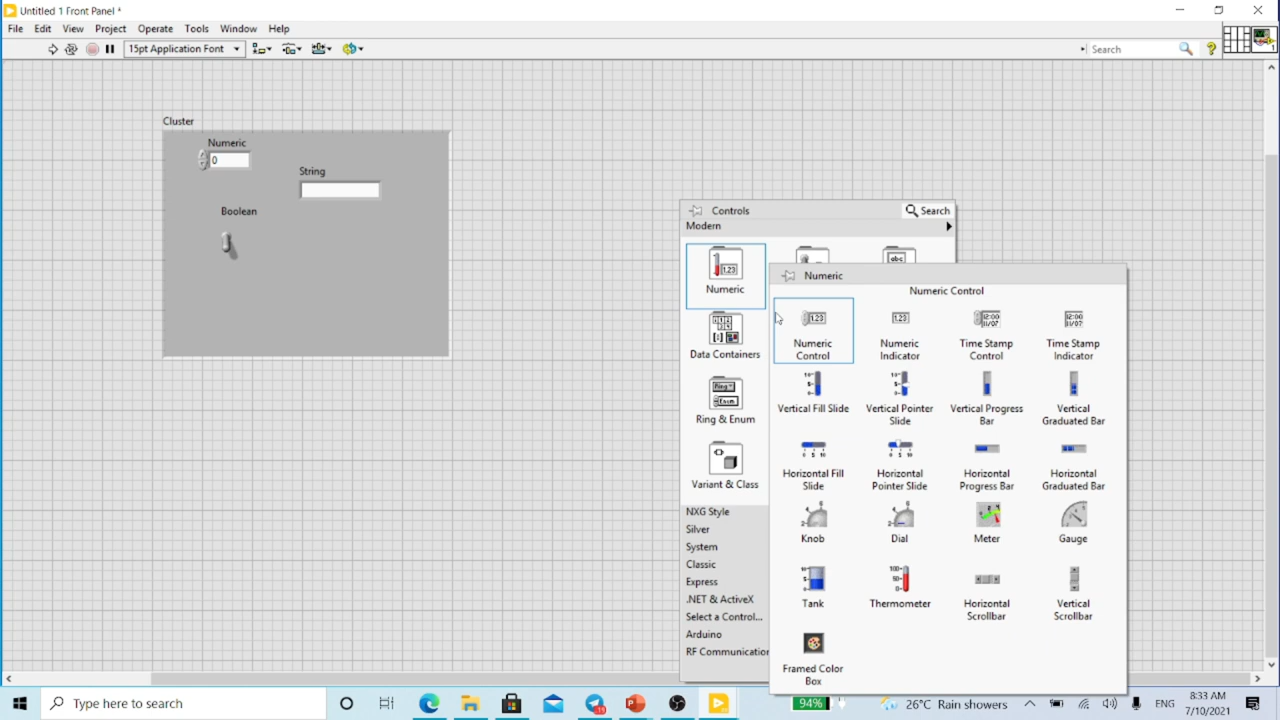 Untitled 1 Front Panel *
File Edit View Project Operate Tools Window Help
15pt Application Font
Search
Cluster
Numeric
0
String
Boolean
Controls
Search
Modern
Numeric
Data Containers
Ring & Enum
Variant & Class
NXG Style
Silver
System
Classic
Express
.NET & ActiveX
Select a Control...
Arduino
RF Communication
Numeric
Numeric Control
Numeric Control
Numeric Indicator
Time Stamp Control
Time Stamp Indicator
Vertical Fill Slide
Vertical Pointer Slide
Vertical Progress Bar
Vertical Graduated Bar
Horizontal Fill Slide
Horizontal Pointer Slide
Horizontal Progress Bar
Horizontal Graduated Bar
Knob
Dial
Meter
Gauge
Tank
Thermometer
Horizontal Scrollbar
Vertical Scrollbar
Framed Color Box
Type here to search
94%
26°C Rain showers
ENG
8:33 AM
7/10/2021